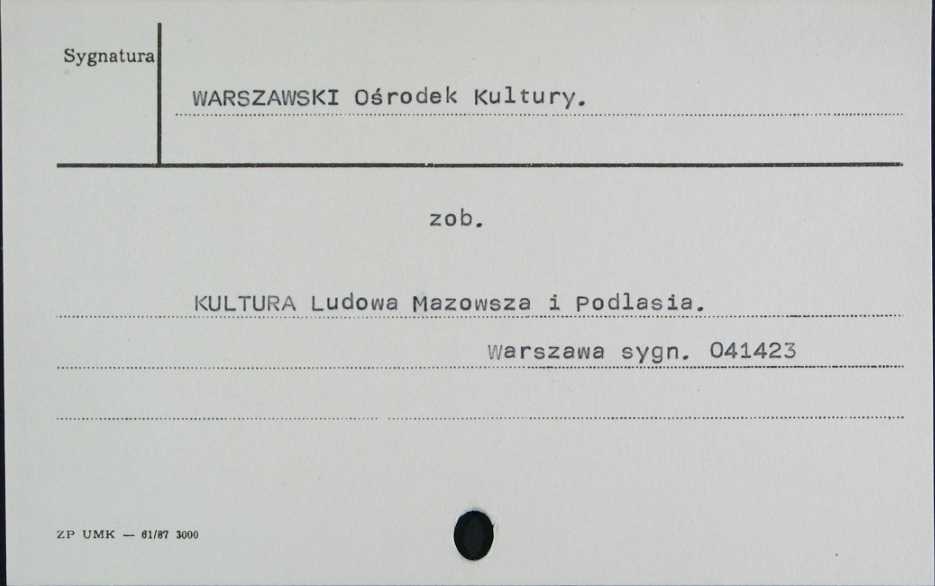 Sygnatura
WARSZAWSKI Ośrodek Kultury.
zob.
KULTURA Ludowa Mazowsza i Podlasia.
Warszawa sygn. 041423
ZP UMK — 61/87 3000